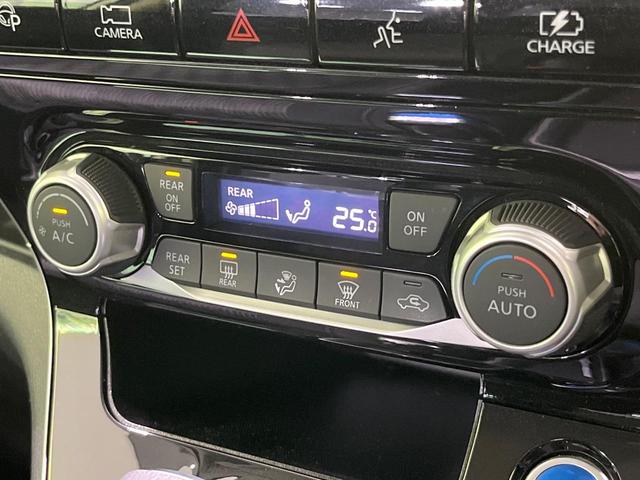 CAMERA
CHARGE
PUSH
A/C
REAR
ON
OFF
REAR
25.0
℃
ON
OFF
REAR
SET
REAR
FRONT
PUSH
AUTO